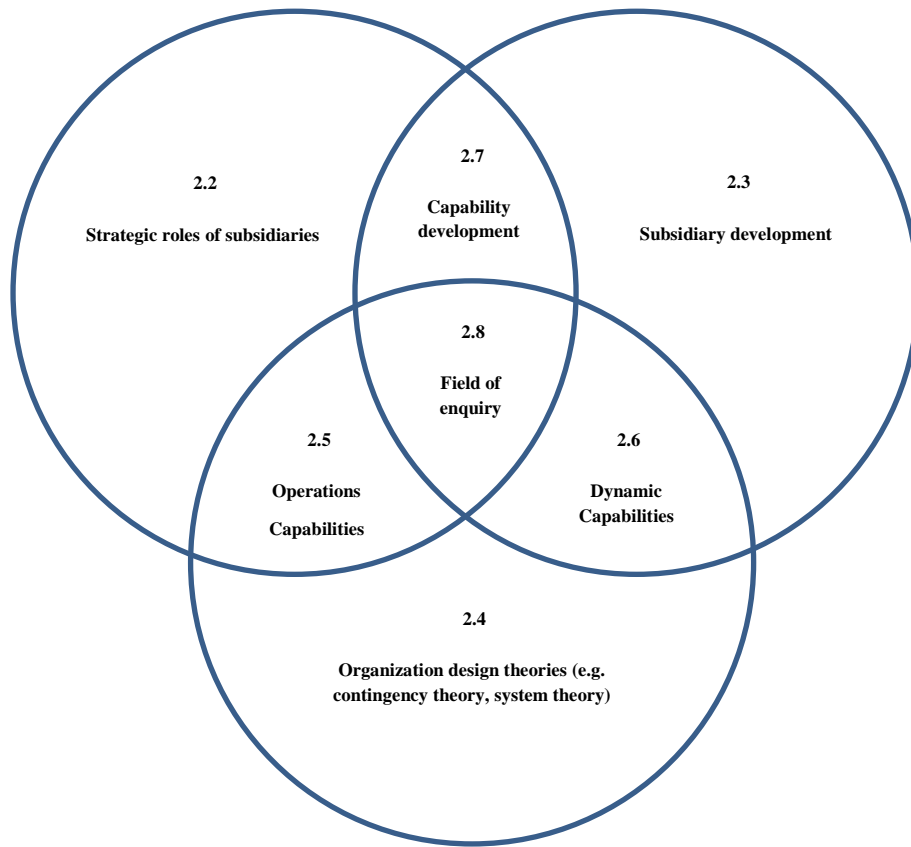 2.2
Strategic roles of subsidiaries
2.7
Capability
development
2.3
Subsidiary development
2.8
Field of
enquiry
2.5
Operations
Capabilities
2.6
Dynamic
Capabilities
2.4
Organization design theories (e.g.
contingency theory, system theory)